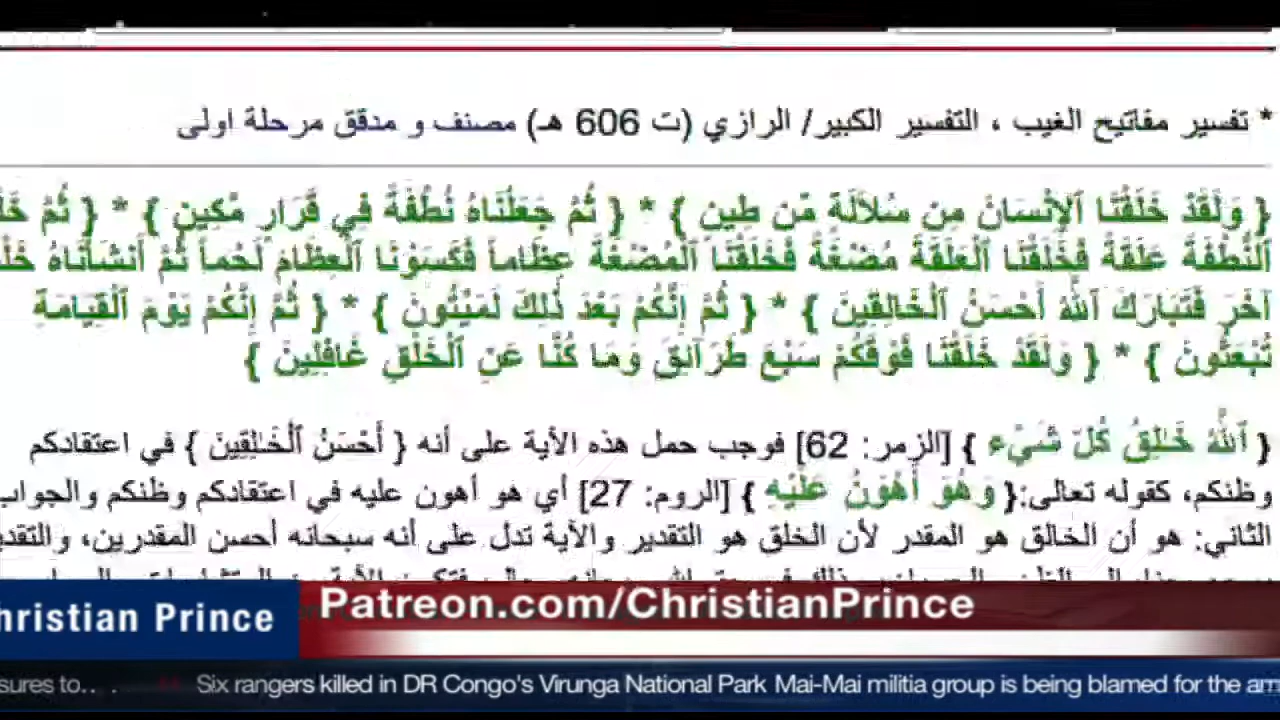 * تفسير مفاتيح الغيب ، التفسير الكبير/ الرازي (ت 606 هـ) مصنف و مدقق مرحلة اولى
{ وَلَقَدْ خَلَقْنَا ٱلإِنْسَانَ مِن سُلاَلَةٍ مِّن طِينٍ } * { ثُمَّ جَعَلْنَاهُ نُطْفَةً فِي قَرَارٍ مَّكِينٍ } * { ثُمَّ
ٱلنُّطْفَةَ عَلَقَةً فَخَلَقْنَا ٱلْعَلَقَةَ مُضْغَةً فَخَلَقْنَا ٱلْمُضْغَةَ عِظَاماً فَكَسَوْنَا ٱلْعِظَامَ لَحْماً ثُمَّ أَنشَأْنَاهُ
آخَرَ فَتَبَارَكَ ٱللَّهُ أَحْسَنُ ٱلْخَالِقِينَ } * { ثُمَّ إِنَّكُمْ بَعْدَ ذٰلِكَ لَمَيِّتُونَ } * { ثُمَّ إِنَّكُمْ يَوْمَ ٱلْقِيَامَةِ
تُبْعَثُونَ } * { وَلَقَدْ خَلَقْنَا فَوْقَكُمْ سَبْعَ طَرَآئِقَ وَمَا كُنَّا عَنِ ٱلْخَلْقِ غَافِلِينَ }
{ ٱللَّهُ خَـٰلِقُ كُلّ شَيْء } [الزمر: 62] فوجب حمل هذه الآية على أنه { أَحْسَنُ ٱلْخَـٰلِقِينَ } في اعتقادكم
وظنكم، كقوله تعالى:{ وَهُوَ أَهْوَنُ عَلَيْهِ } [الروم: 27] أي هو أهون عليه في اعتقادكم وظنكم والجواب
الثاني: هو أن الخالق هو المقدر لأن الخلق هو التقدير والآية تدل على أنه سبحانه أحسن المقدرين،
hristian Prince
Patreon.com/ChristianPrince
sures to... . Six rangers killed in DR Congo's Virunga National Park Mai-Mai militia group is being blamed for the am